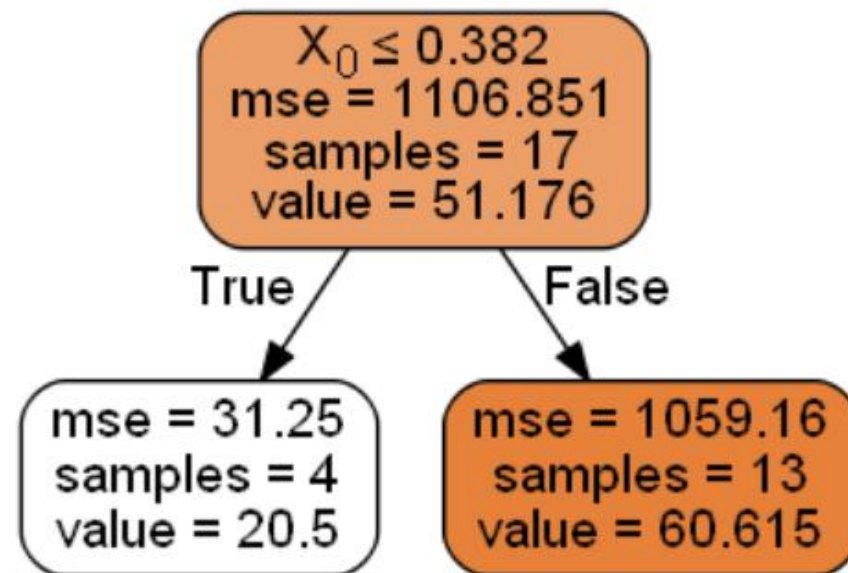 X₀ ≤ 0.382
mse = 1106.851
samples = 17
value = 51.176
True
False
mse = 31.25
samples = 4
value = 20.5
mse = 1059.16
samples = 13
value = 60.615